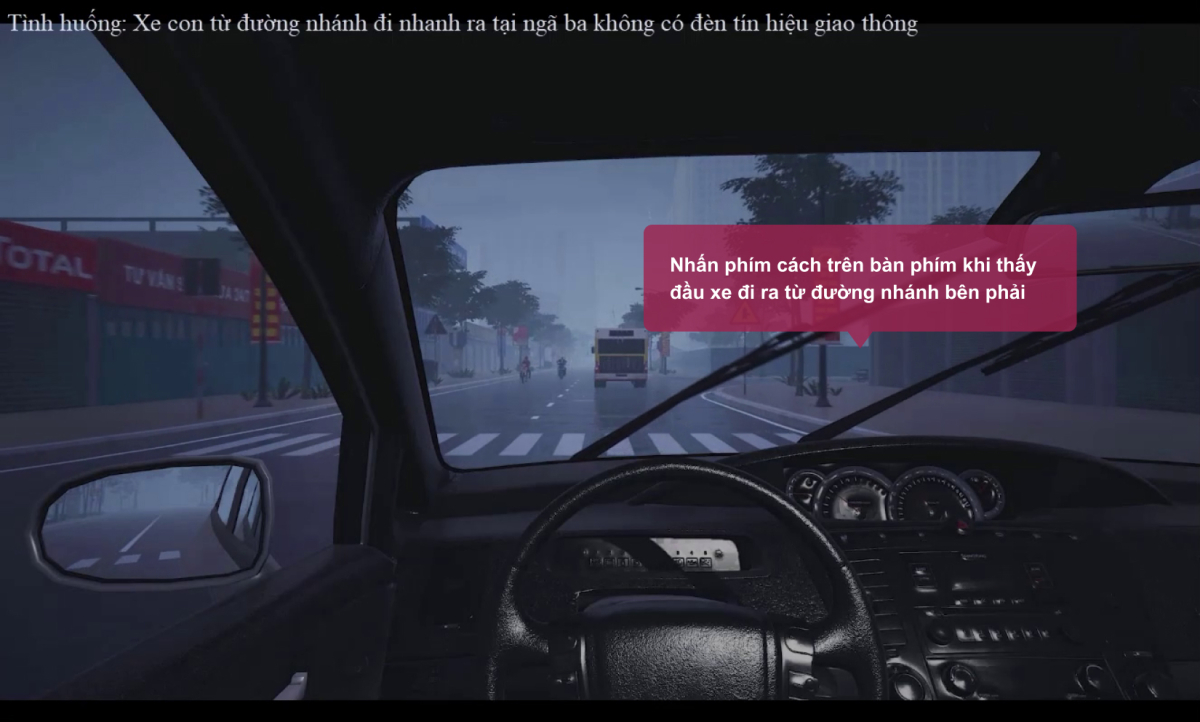 Tình huống: Xe con từ đường nhánh đi nhanh ra tại ngã ba không có đèn tín hiệu giao thông
Nhấn phím cách trên bàn phím khi thấy
đầu xe đi ra từ đường nhánh bên phải
TOTAL
TƯ VẤN